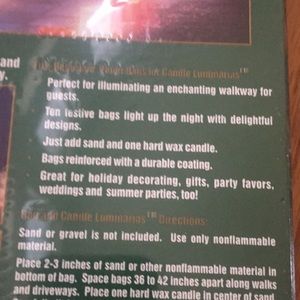 and
y.
for Candle Luminarias™
Perfect for illuminating an enchanting walkway for
guests.
Ten festive bags light up the night with delightful
designs.
Just add sand and one hard wax candle.
Bags reinforced with a durable coating.
Great for holiday decorating, gifts, party favors,
weddings and summer parties, too!
Candle Luminarias™ Directions:
Sand or gravel is not included. Use only nonflammable
material.
Place 2-3 inches of sand or other nonflammable material in
bottom of bag. Space bags 36 to 42 inches apart along walks
and driveways. Place one hard wax candle in center of sand